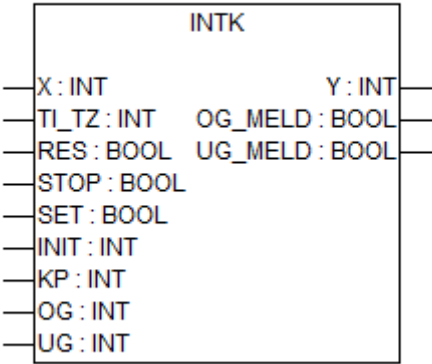 INTK
X : INT Y : INT
TI_TZ : INT OG_MELD : BOOL
RES : BOOL UG_MELD : BOOL
STOP : BOOL
SET : BOOL
INIT : INT
KP : INT
OG : INT
UG : INT